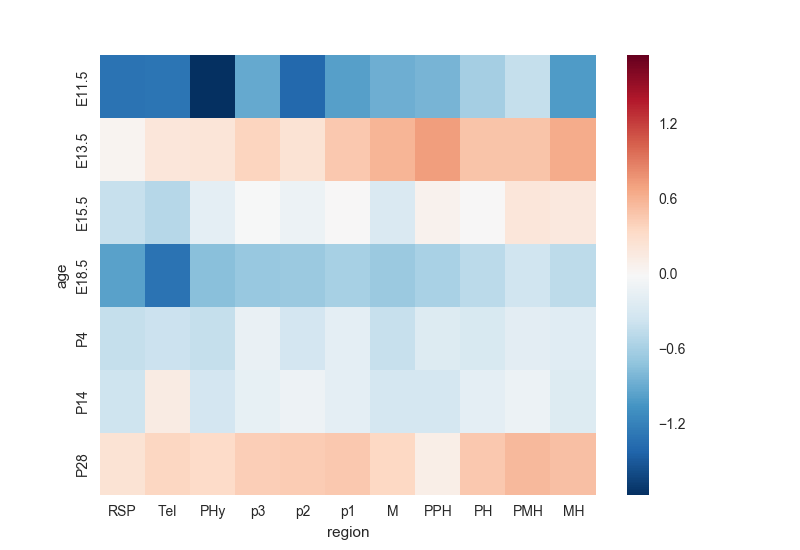 E11.5
E13.5
E15.5
E18.5
P4
P14
P28
age
RSP Tel PHy p3 p2 p1 M PPH PH PMH MH
region
1.2
0.6
0.0
−0.6
−1.2